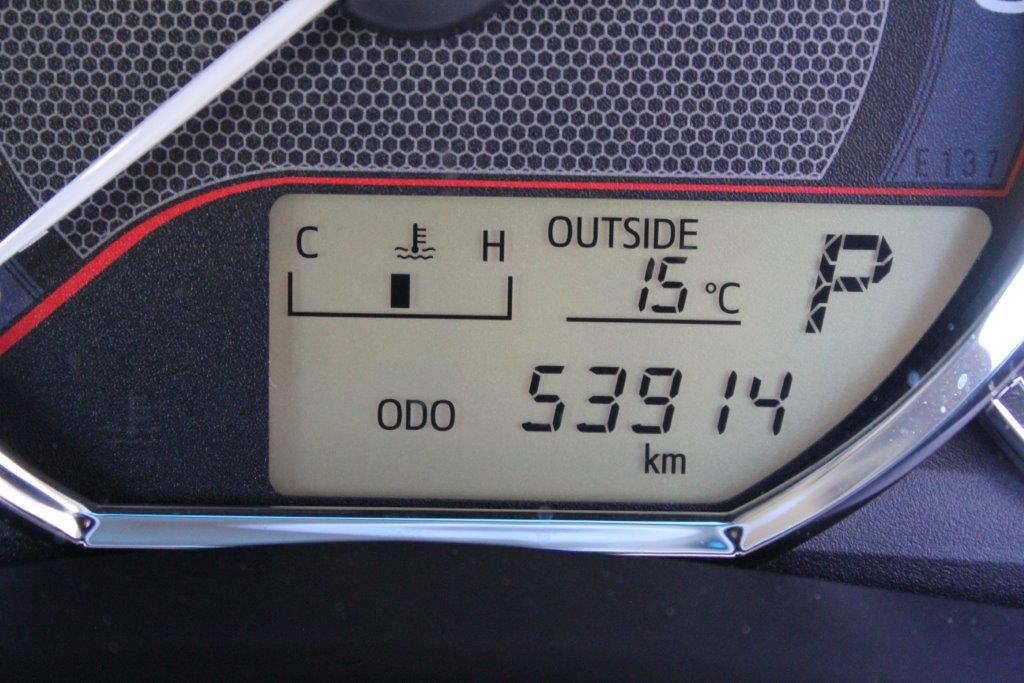 E137
C H OUTSIDE
15 °C P
ODO 53914
km